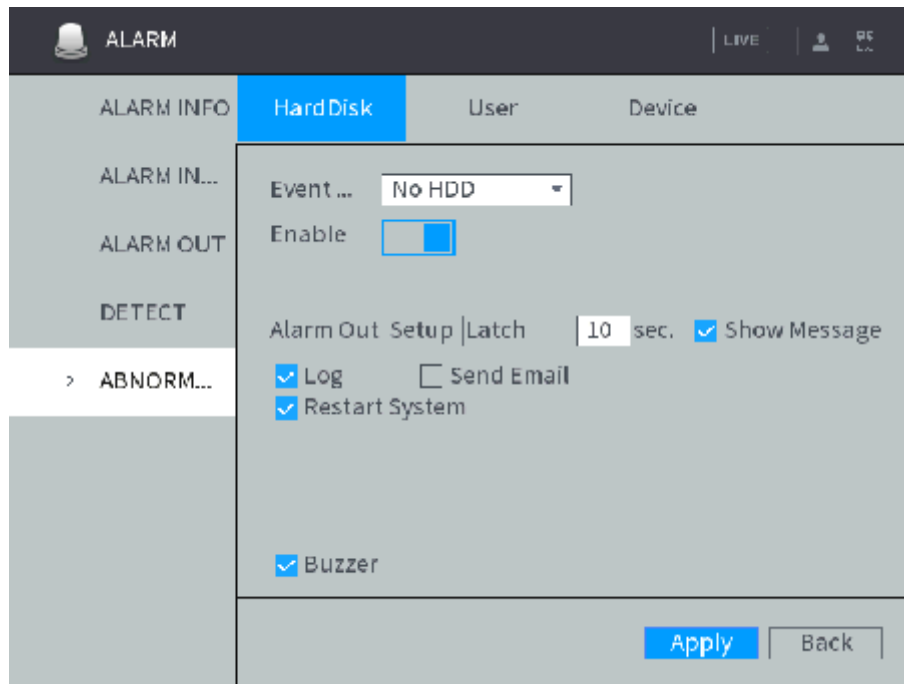 ALARM
LIVE
ALARM INFO
HardDisk
User
Device
ALARM IN...
Event ...
No HDD
Enable
ALARM OUT
DETECT
Alarm Out Setup Latch 10 sec. Show Message
> ABNORM...
Log Send Email
Restart System
Buzzer
Apply
Back